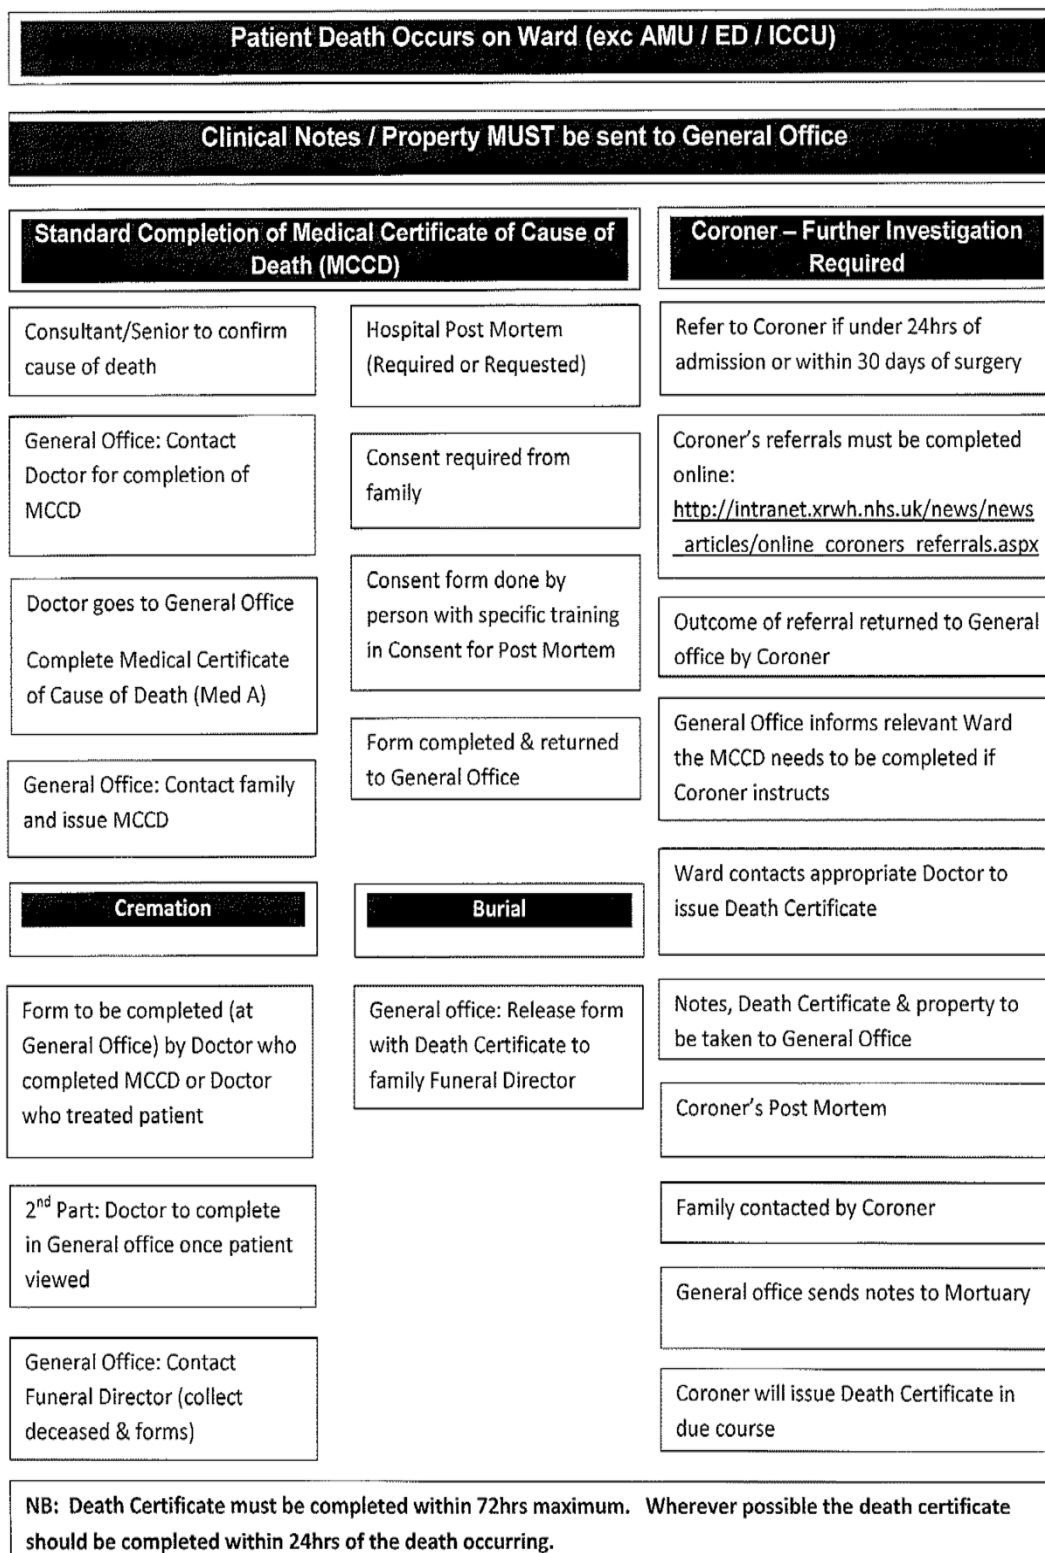 Patient Death Occurs on Ward (exc AMU / ED / ICCU)
Clinical Notes / Property MUST be sent to General Office
Standard Completion of Medical Certificate of Cause of
Death (MCCD)
Consultant/Senior to confirm
cause of death
General Office: Contact
Doctor for completion of
MCCD
Doctor goes to General Office
Complete Medical Certificate
of Cause of Death (Med A)
General Office: Contact family
and issue MCCD
Hospital Post Mortem
(Required or Requested)
Consent required from
family
Consent form done by
person with specific training
in Consent for Post Mortem
Form completed & returned
to General Office
Cremation
Form to be completed (at
General Office) by Doctor who
completed MCCD or Doctor
who treated patient
2nd Part: Doctor to complete
in General office once patient
viewed
General Office: Contact
Funeral Director (collect
deceased & forms)
Burial
General office: Release form
with Death Certificate to
family Funeral Director
Coroner – Further Investigation
Required
Refer to Coroner if under 24hrs of
admission or within 30 days of surgery
Coroner's referrals must be completed
online:
http://intranet.xrwh.nhs.uk/news/news
_articles/online_coroners_referrals.aspx
Outcome of referral returned to General
office by Coroner
General Office informs relevant Ward
the MCCD needs to be completed if
Coroner instructs
Ward contacts appropriate Doctor to
issue Death Certificate
Notes, Death Certificate & property to
be taken to General Office
Coroner's Post Mortem
Family contacted by Coroner
General office sends notes to Mortuary
Coroner will issue Death Certificate in
due course
NB: Death Certificate must be completed within 72hrs maximum. Wherever possible the death certificate
should be completed within 24hrs of the death occurring.